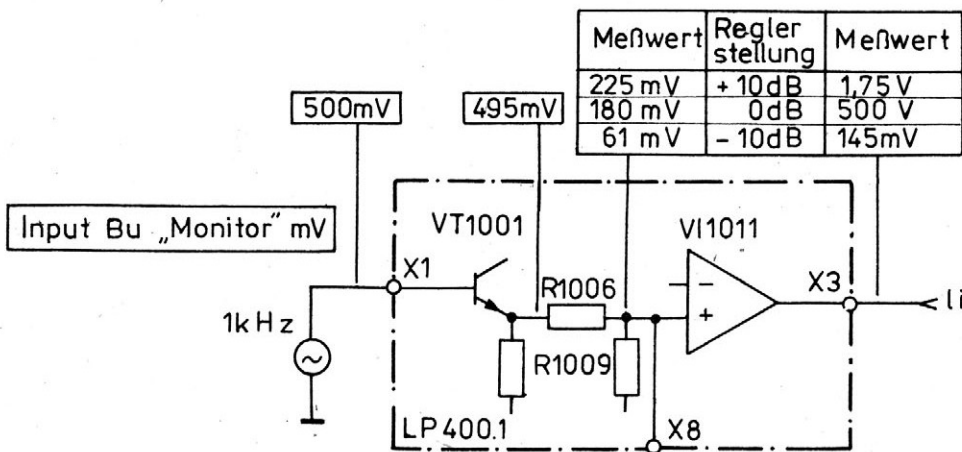 Meßwert Regler stellung Meßwert
225 mV +10dB 1,75 V
180 mV 0dB 500 V
61 mV -10dB 145mV
500mV
495mV
Input Bu „Monitor" mV
VT1001
VI1011
X1
R1006
X3
1kHz
−
+
li
~
R1009
LP400.1
X8